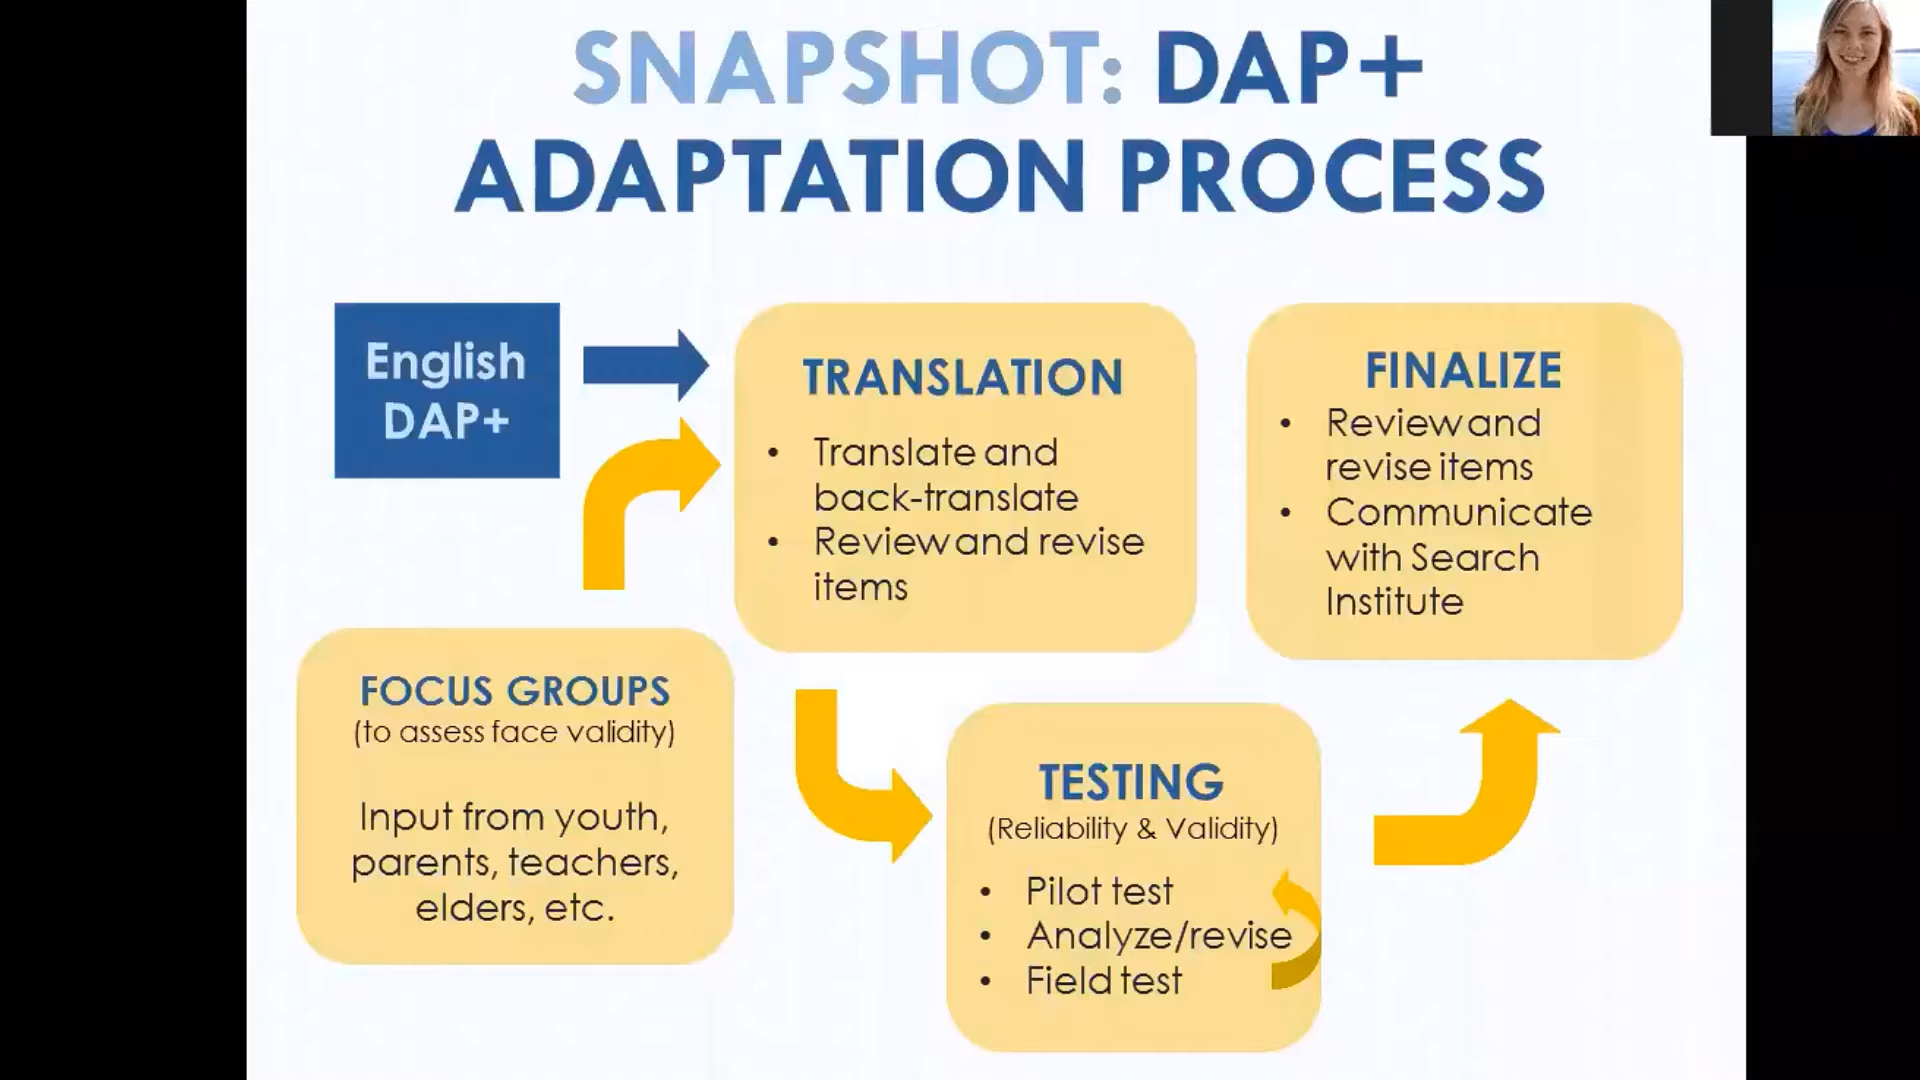 SNAPSHOT: DAP+
ADAPTATION PROCESS
English
DAP+
TRANSLATION
• Translate and
back-translate
• Review and revise
items
FINALIZE
• Review and
revise items
• Communicate
with Search
Institute
FOCUS GROUPS
(to assess face validity)
Input from youth,
parents, teachers,
elders, etc.
TESTING
(Reliability & Validity)
• Pilot test
• Analyze/revise
• Field test